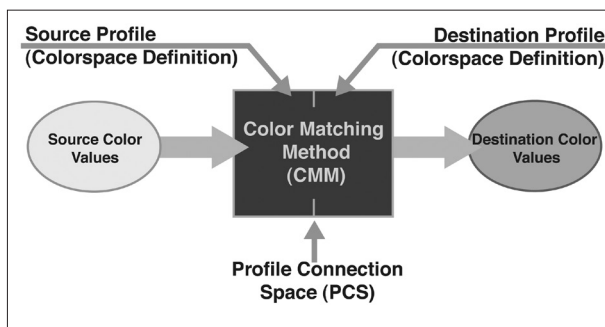 Source Profile
(Colorspace Definition)
Destination Profile
(Colorspace Definition)
Source Color
Values
Color Matching
Method
(CMM)
Destination Color
Values
Profile Connection
Space (PCS)